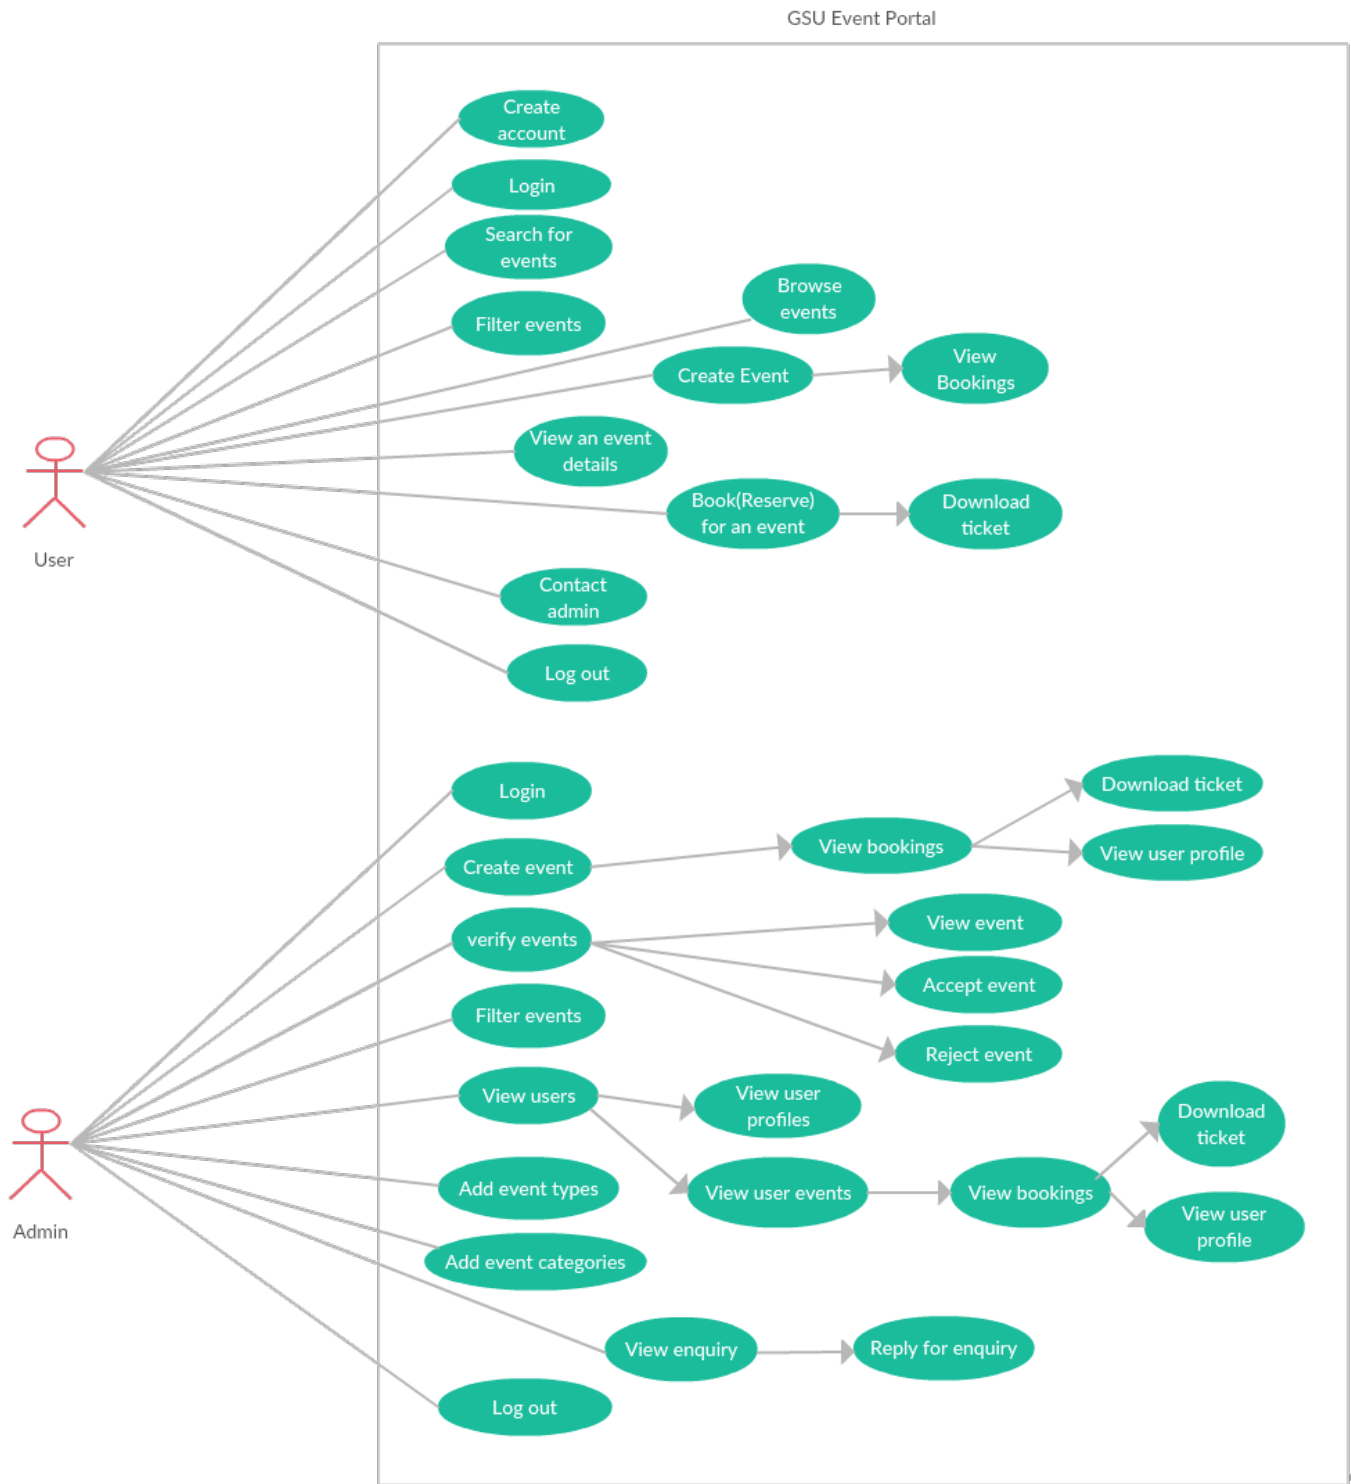 GSU Event Portal
Create
account
Login
Search for
events
Browse
events
Filter events
View
Bookings
Create Event
View an event
details
Book(Reserve)
for an event
Download
ticket
User
Contact
admin
Log out
Login
Download ticket
View bookings
View user profile
Create event
verify events
View event
Accept event
Filter events
Reject event
View users
View user
profiles
Download
ticket
Add event types
View user events
View bookings
View user
profile
Admin
Add event categories
View enquiry
Reply for enquiry
Log out